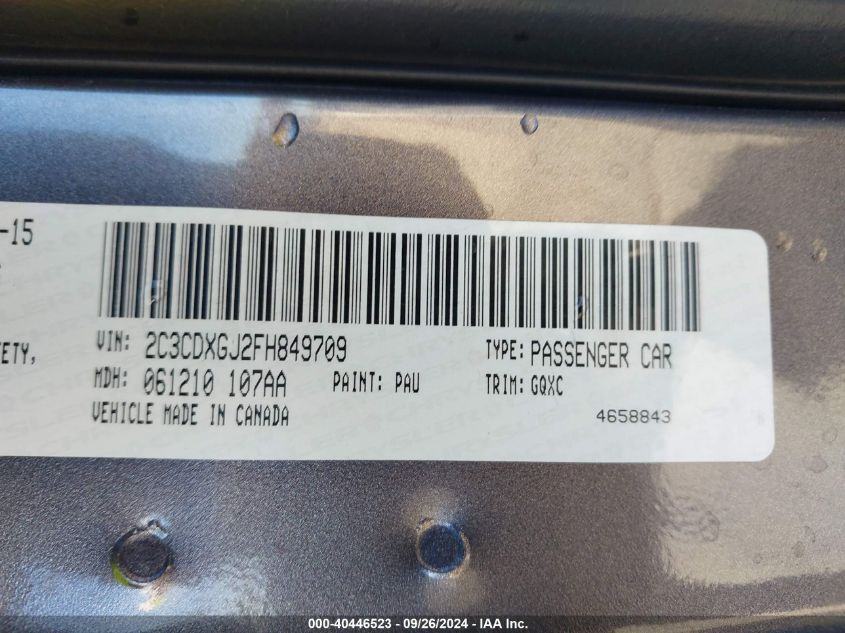 -15
ETY,
VIN: 2C3CDXGJ2FH849709
TYPE: PASSENGER CAR
MDH: 061210 107AA
PAINT: PAU
TRIM: GQXC
VEHICLE MADE IN CANADA
4658843
000-40446523 - 09/26/2024 - IAA Inc.